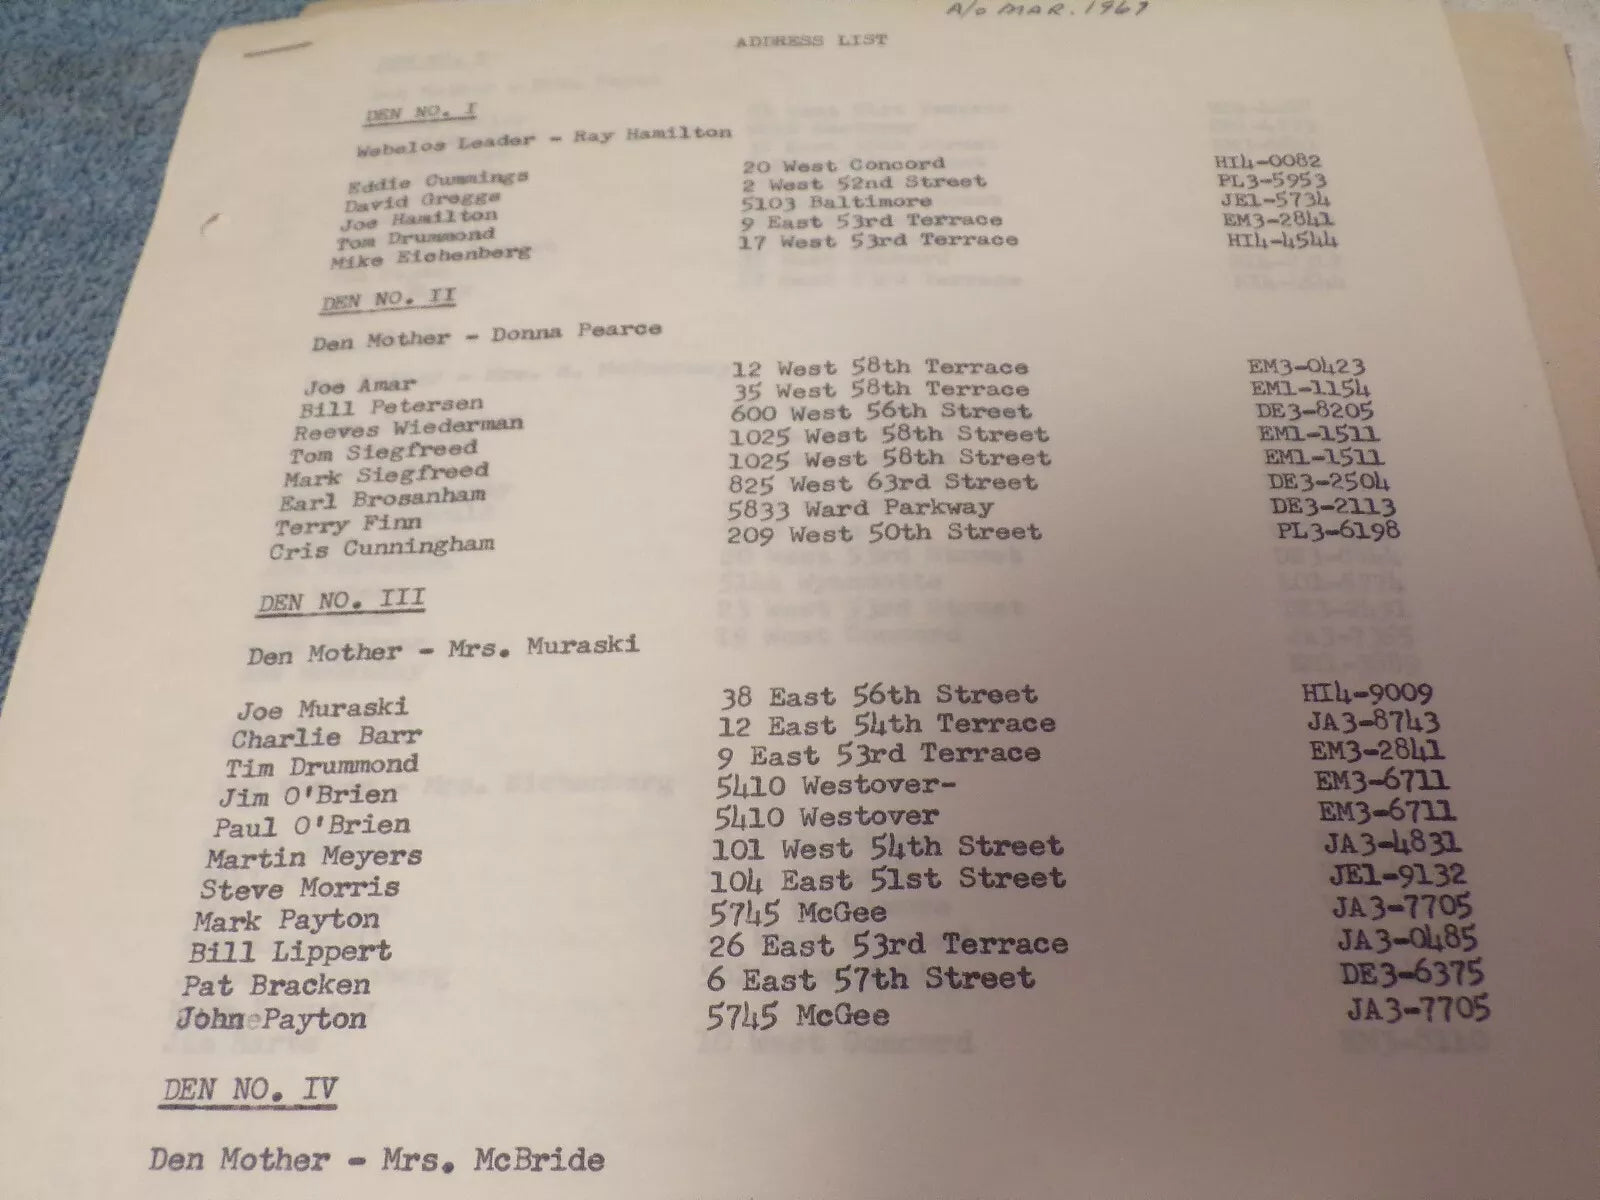 A/o MAR. 1967
ADDRESS LIST
DEN NO. I
Webelos Leader - Ray Hamilton
Eddie Cummings 20 West Concord HI4-0082
David Greggs 2 West 52nd Street PL3-5953
Joe Hamilton 5103 Baltimore JE1-5734
Tom Drummond 9 East 53rd Terrace EM3-2841
Mike Eichenberg 17 West 53rd Terrace HI4-4544
DEN NO. II
Den Mother - Donna Pearce
Joe Amar 12 West 58th Terrace EM3-0423
Bill Petersen 35 West 58th Terrace EM1-1154
Reeves Wiederman 600 West 56th Street DE3-8205
Tom Siegfreed 1025 West 58th Street EM1-1511
Mark Siegfreed 1025 West 58th Street EM1-1511
Earl Brosanham 825 West 63rd Street DE3-2504
Terry Finn 5833 Ward Parkway DE3-2113
Cris Cunningham 209 West 50th Street PL3-6198
DEN NO. III
Den Mother - Mrs. Muraski
Joe Muraski 38 East 56th Street HI4-9009
Charlie Barr 12 East 54th Terrace JA3-8743
Tim Drummond 9 East 53rd Terrace EM3-2841
Jim O'Brien 5410 Westover- EM3-6711
Paul O'Brien 5410 Westover EM3-6711
Martin Meyers 101 West 54th Street JA3-4831
Steve Morris 104 East 51st Street JE1-9132
Mark Payton 5745 McGee JA3-7705
Bill Lippert 26 East 53rd Terrace JA3-0485
Pat Bracken 6 East 57th Street DE3-6375
John Payton 5745 McGee JA3-7705
DEN NO. IV
Den Mother - Mrs. McBride